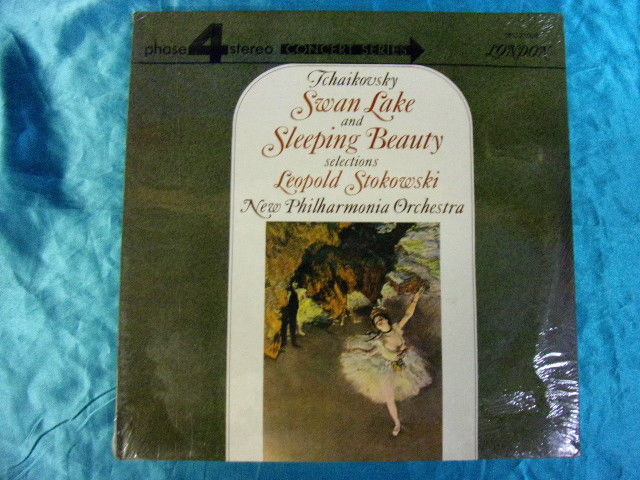 phase 4 stereo CONCERT SERIES LONDON
Tchaikovsky
Swan Lake
and
Sleeping Beauty
selections
Leopold Stokowski
New Philharmonia Orchestra